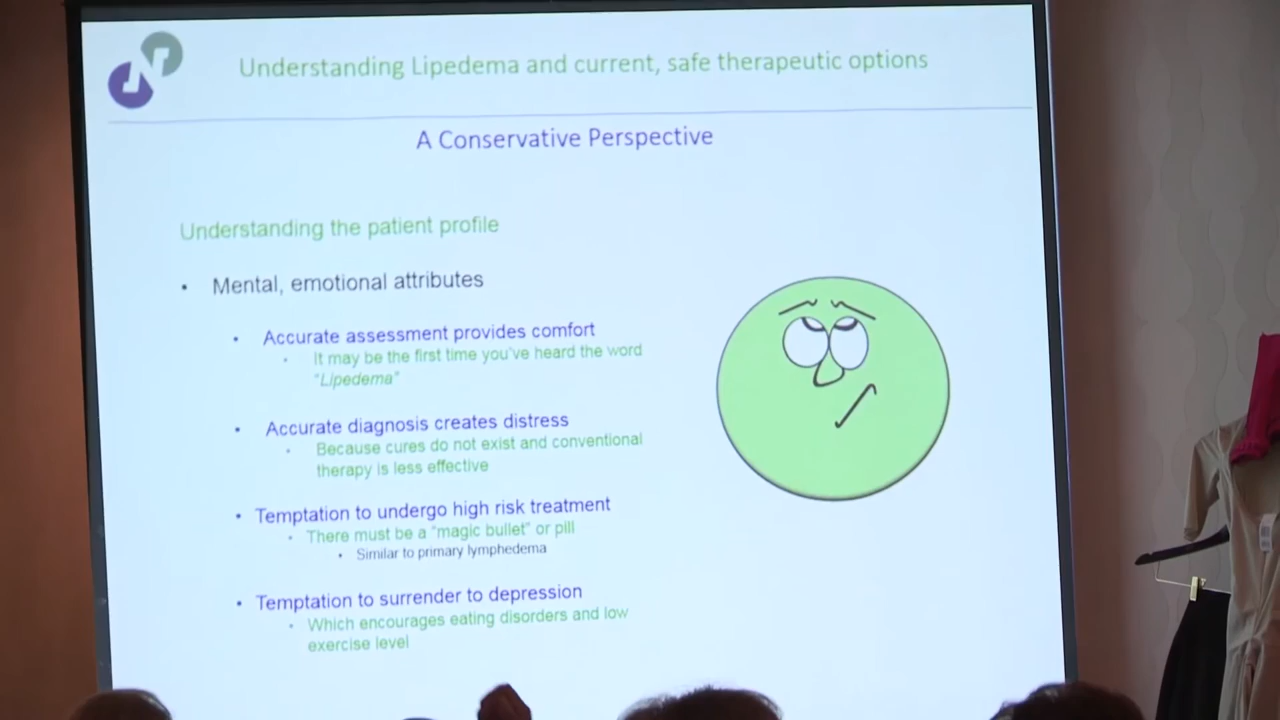 Understanding Lipedema and current, safe therapeutic options
A Conservative Perspective
Understanding the patient profile
• Mental, emotional attributes
• Accurate assessment provides comfort
• It may be the first time you've heard the word
"Lipedema"
• Accurate diagnosis creates distress
• Because cures do not exist and conventional
therapy is less effective
• Temptation to undergo high risk treatment
• There must be a "magic bullet" or pill
• Similar to primary lymphedema
• Temptation to surrender to depression
• Which encourages eating disorders and low
exercise level